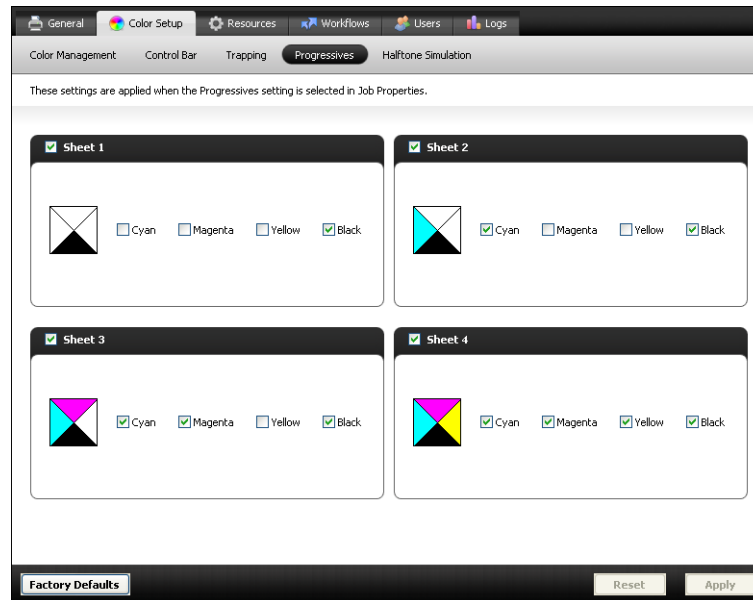 General Color Setup Resources Workflows Users Logs
Color Management Control Bar Trapping Progressives Halftone Simulation
These settings are applied when the Progressives setting is selected in Job Properties.
Sheet 1
Cyan Magenta Yellow Black
Sheet 2
Cyan Magenta Yellow Black
Sheet 3
Cyan Magenta Yellow Black
Sheet 4
Cyan Magenta Yellow Black
Factory Defaults Reset Apply